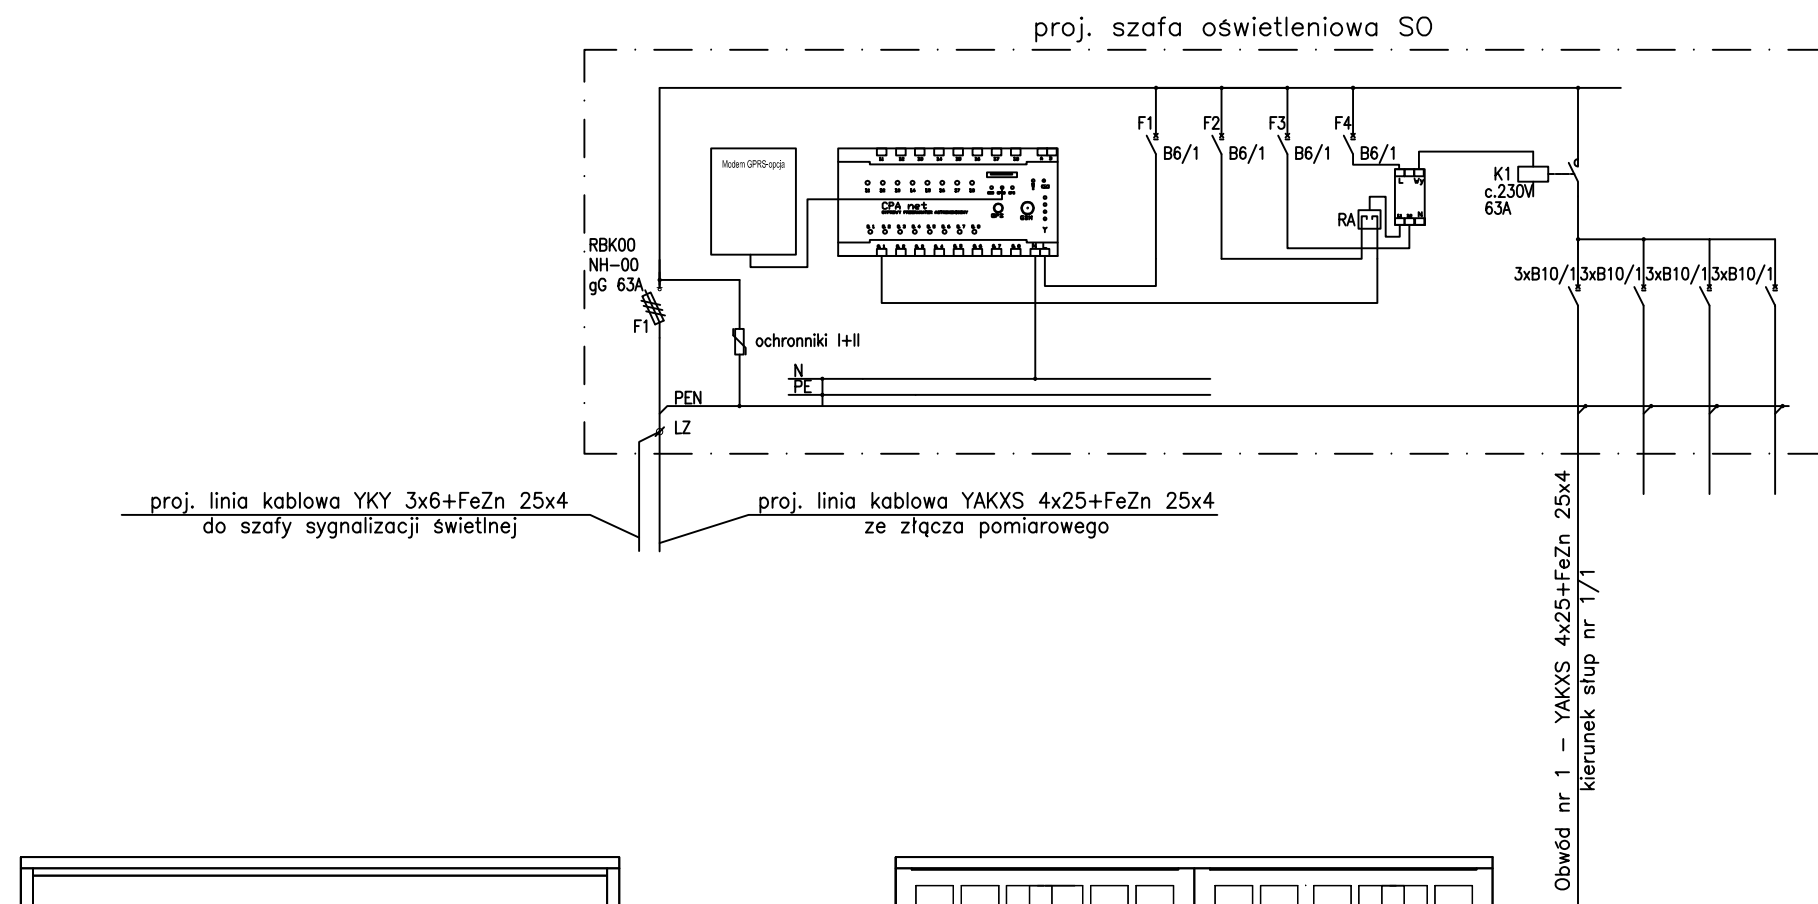 proj. szafa oświetleniowa SO
F1
F2
F3
F4
B6/1
B6/1
B6/1
B6/1
Modem GPRS-opcja
CPA net
L
Wy
N
K1
c.230V
63A
RA
RBK00
NH-00
gG 63A
F1
3xB10/1
3xB10/1
3xB10/1
3xB10/1
ochronniki I+II
N
PE
PEN
LZ
proj. linia kablowa YKY 3x6+FeZn 25x4
do szafy sygnalizacji świetlnej
proj. linia kablowa YAKXS 4x25+FeZn 25x4
ze złącza pomiarowego
Obwód nr 1 - YAKXS 4x25+FeZn 25x4
kierunek słup nr 1/1